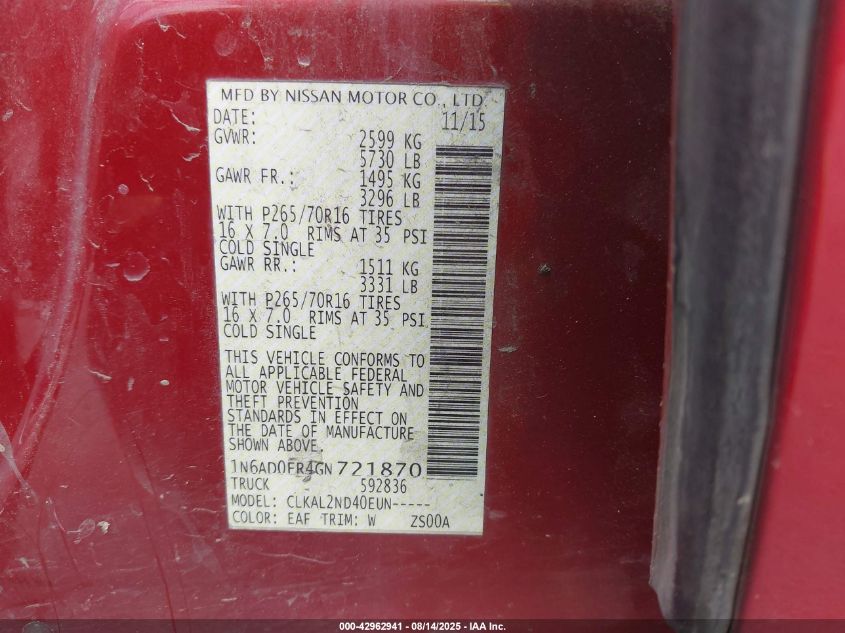 MFD BY NISSAN MOTOR CO., LTD.
DATE: 11/15
GVWR: 2599 KG
5730 LB
GAWR FR.: 1495 KG
3296 LB
WITH P265/70R16 TIRES
16 X 7.0 RIMS AT 35 PSI
COLD SINGLE
GAWR RR.: 1511 KG
3331 LB
WITH P265/70R16 TIRES
16 X 7.0 RIMS AT 35 PSI
COLD SINGLE
THIS VEHICLE CONFORMS TO
ALL APPLICABLE FEDERAL
MOTOR VEHICLE SAFETY AND
THEFT PREVENTION
STANDARDS IN EFFECT ON
THE DATE OF MANUFACTURE
SHOWN ABOVE.
1N6AD0ER4GN721870
TRUCK 592836
MODEL: CLKAL2ND40EUN-----
COLOR: EAF TRIM: W ZS00A
000-42962941 - 08/14/2025 - IAA Inc.